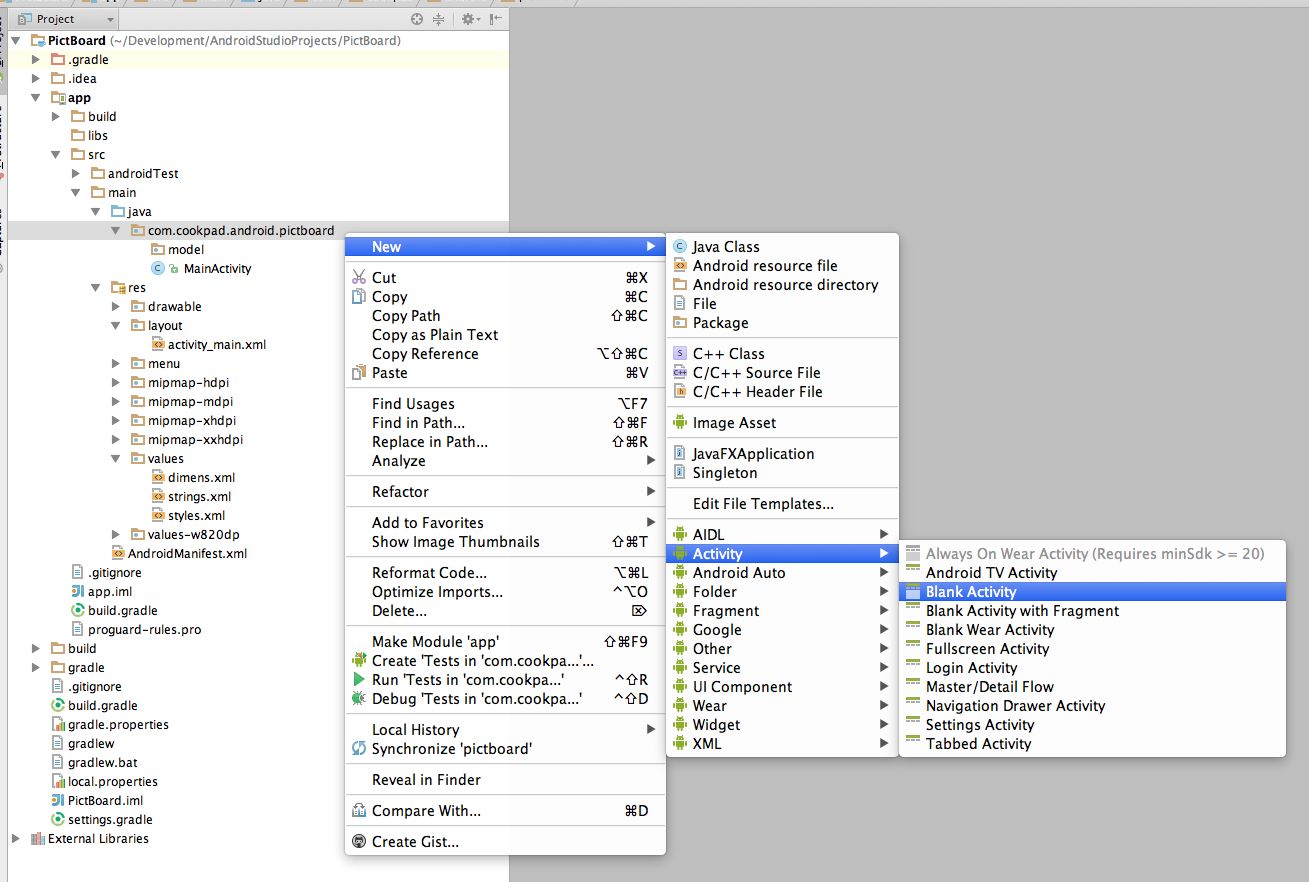 Project
PictBoard (~/Development/AndroidStudioProjects/PictBoard)
.gradle
.idea
app
build
libs
src
androidTest
main
java
com.cookpad.android.pictboard
model
MainActivity
res
drawable
layout
activity_main.xml
menu
mipmap-hdpi
mipmap-mdpi
mipmap-xhdpi
mipmap-xxhdpi
values
dimens.xml
strings.xml
styles.xml
values-w820dp
AndroidManifest.xml
.gitignore
app.iml
build.gradle
proguard-rules.pro
build
gradle
.gitignore
build.gradle
gradle.properties
gradlew
gradlew.bat
local.properties
PictBoard.iml
settings.gradle
External Libraries
New
Cut ⌘X
Copy ⌘C
Copy Path ⇧⌘C
Copy as Plain Text
Copy Reference ⌥⇧⌘C
Paste ⌘V
Find Usages ⌥F7
Find in Path... ⇧⌘F
Replace in Path... ⇧⌘R
Analyze
Refactor
Add to Favorites
Show Image Thumbnails ⇧⌘T
Reformat Code... ⌥⌘L
Optimize Imports... ^⌥O
Delete... ⌦
Make Module 'app' ⇧⌘F9
Create 'Tests in 'com.cookpa...'...
Run 'Tests in 'com.cookpa...' ^⇧R
Debug 'Tests in 'com.cookpa...' ^⇧D
Local History
Synchronize 'pictboard'
Reveal in Finder
Compare With... ⌘D
Create Gist...
Java Class
Android resource file
Android resource directory
File
Package
C++ Class
C/C++ Source File
C/C++ Header File
Image Asset
JavaFXApplication
Singleton
Edit File Templates...
AIDL
Activity
Android Auto
Folder
Fragment
Google
Other
Service
UI Component
Wear
Widget
XML
Always On Wear Activity (Requires minSdk >= 20)
Android TV Activity
Blank Activity
Blank Activity with Fragment
Blank Wear Activity
Fullscreen Activity
Login Activity
Master/Detail Flow
Navigation Drawer Activity
Settings Activity
Tabbed Activity